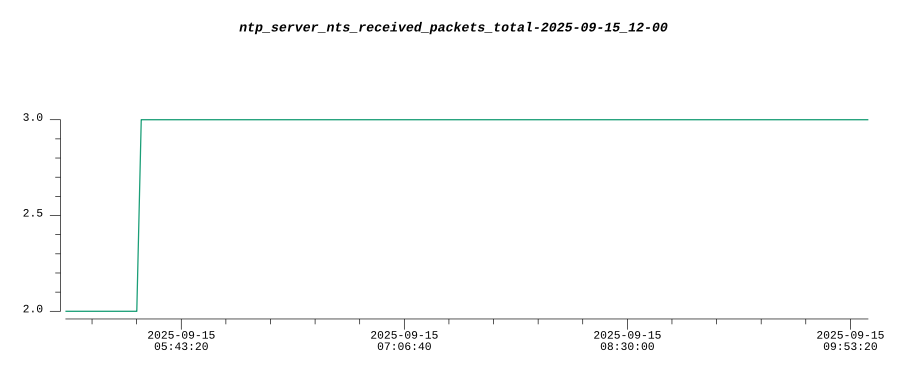 ntp_server_nts_received_packets_total-2025-09-15_12-00
3.0
2.5
2.0
2025-09-15 2025-09-15 2025-09-15 2025-09-15
05:43:20 07:06:40 08:30:00 09:53:20